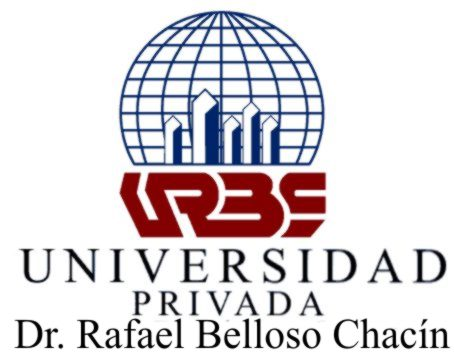 URBE
UNIVERSIDAD
PRIVADA
Dr. Rafael Belloso Chacín